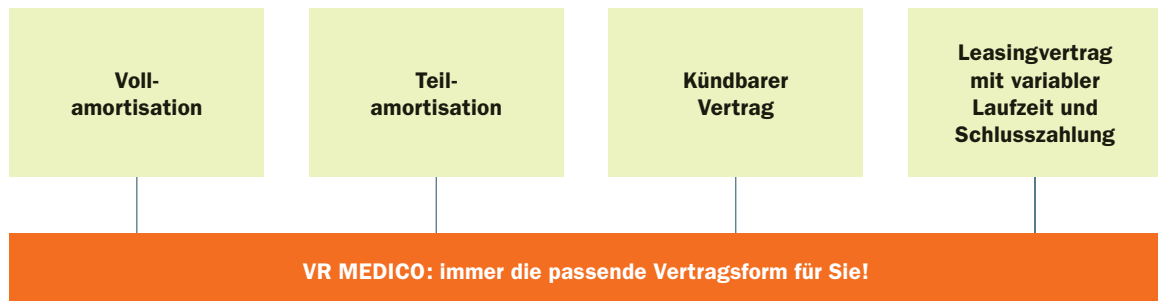 Voll-
amortisation
Teil-
amortisation
Kündbarer
Vertrag
Leasingvertrag
mit variabler
Laufzeit und
Schlusszahlung
VR MEDICO: immer die passende Vertragsform für Sie!